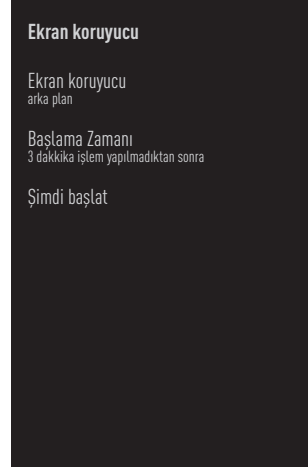 Ekran koruyucu
Ekran koruyucu
arka plan
Başlama Zamanı
3 dakkika işlem yapılmadıktan sonra
Şimdi başlat